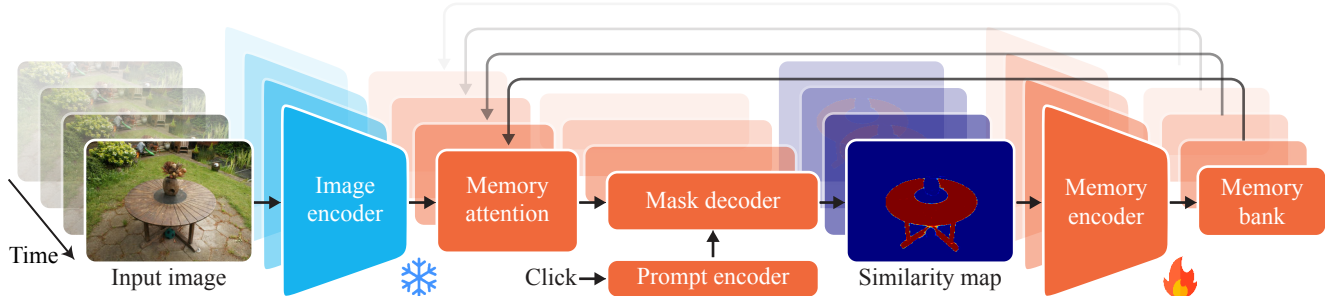 Time
Input image
Image
encoder
Memory
attention
Mask decoder
Click
Prompt encoder
Similarity map
Memory
encoder
Memory
bank